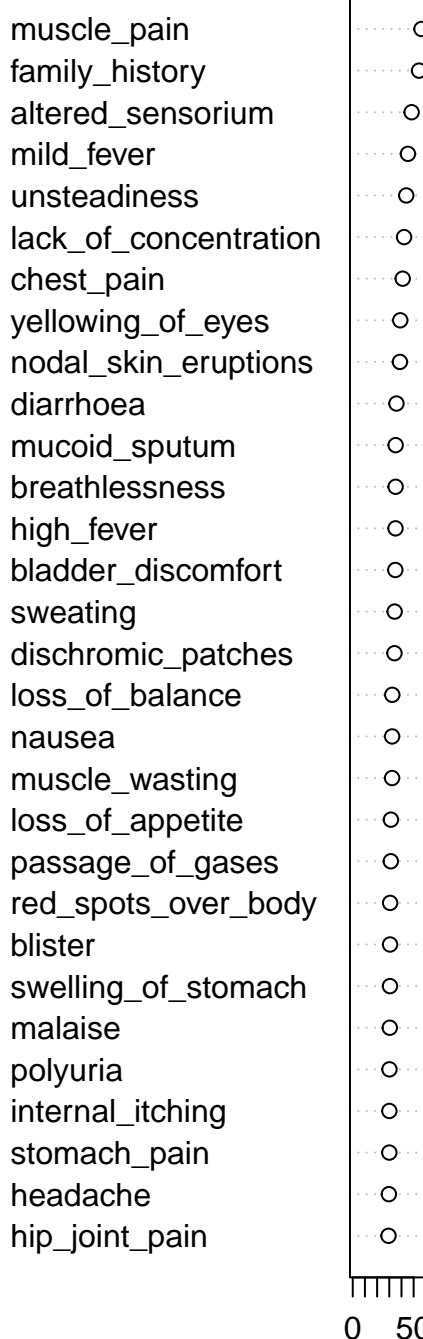 muscle_pain
family_history
altered_sensorium
mild_fever
unsteadiness
lack_of_concentration
chest_pain
yellowing_of_eyes
nodal_skin_eruptions
diarrhoea
mucoid_sputum
breathlessness
high_fever
bladder_discomfort
sweating
dischromic_patches
loss_of_balance
nausea
muscle_wasting
loss_of_appetite
passage_of_gases
red_spots_over_body
blister
swelling_of_stomach
malaise
polyuria
internal_itching
stomach_pain
headache
hip_joint_pain
0 50